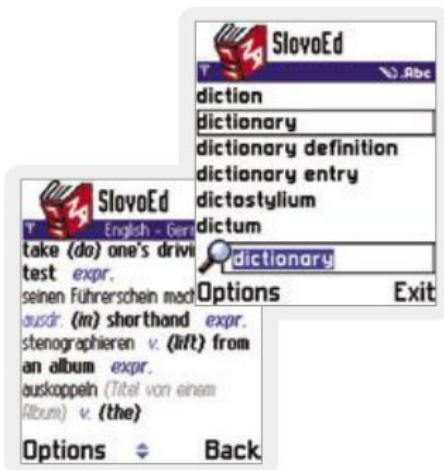 SlovoEd
.Abc
diction
dictionary
dictionary definition
dictionary entry
dictostylium
dictum
dictionary
Options Exit
SlovoEd
English - Ger
take (do) one's drivi
test expr.
seinen Führerschein mach
ausdr. (in) shorthand expr.
stenographieren v. (lift) from
an album expr.
auskoppeln (Titel von einem
Album) v. (the)
Options Back